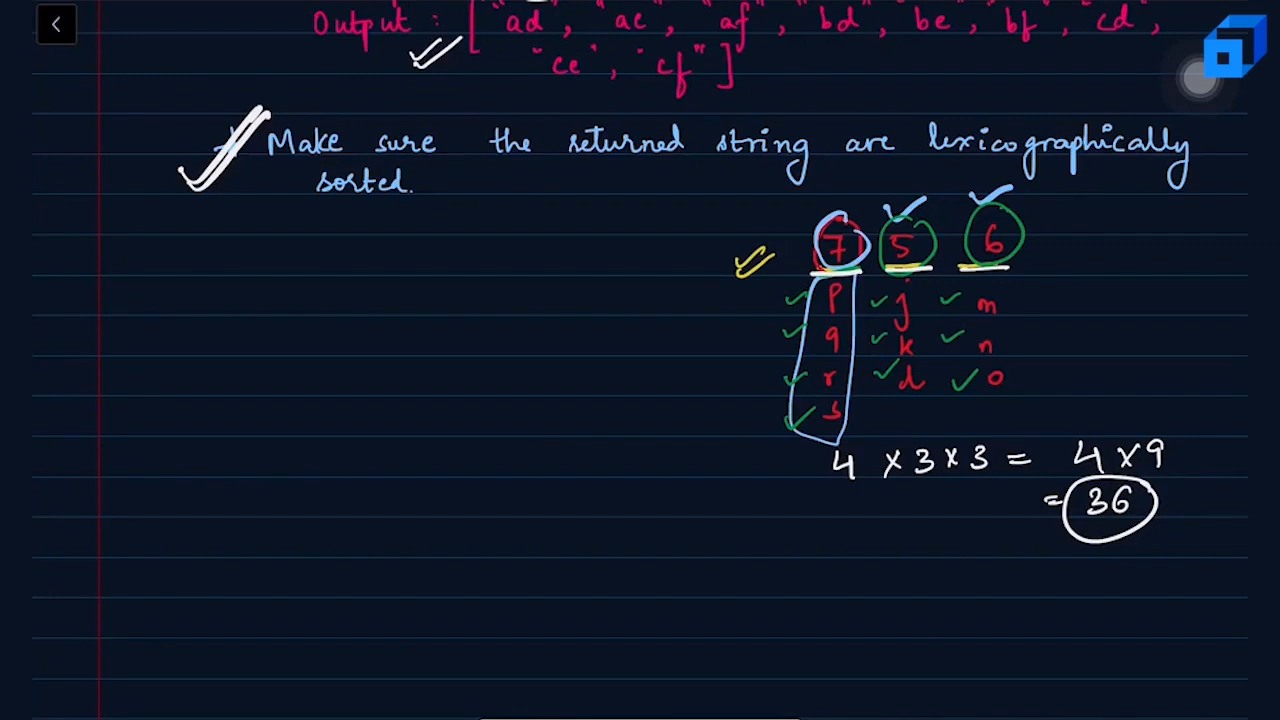 Output : [ "ad", "ae", "af", "bd", "be", "bf", "cd",
"ce", "cf" ]
* Make sure the returned string are lexicographically
sorted.
7 5 6
p j m
q k n
r l o
s
4 × 3 × 3 = 4 × 9
= 36